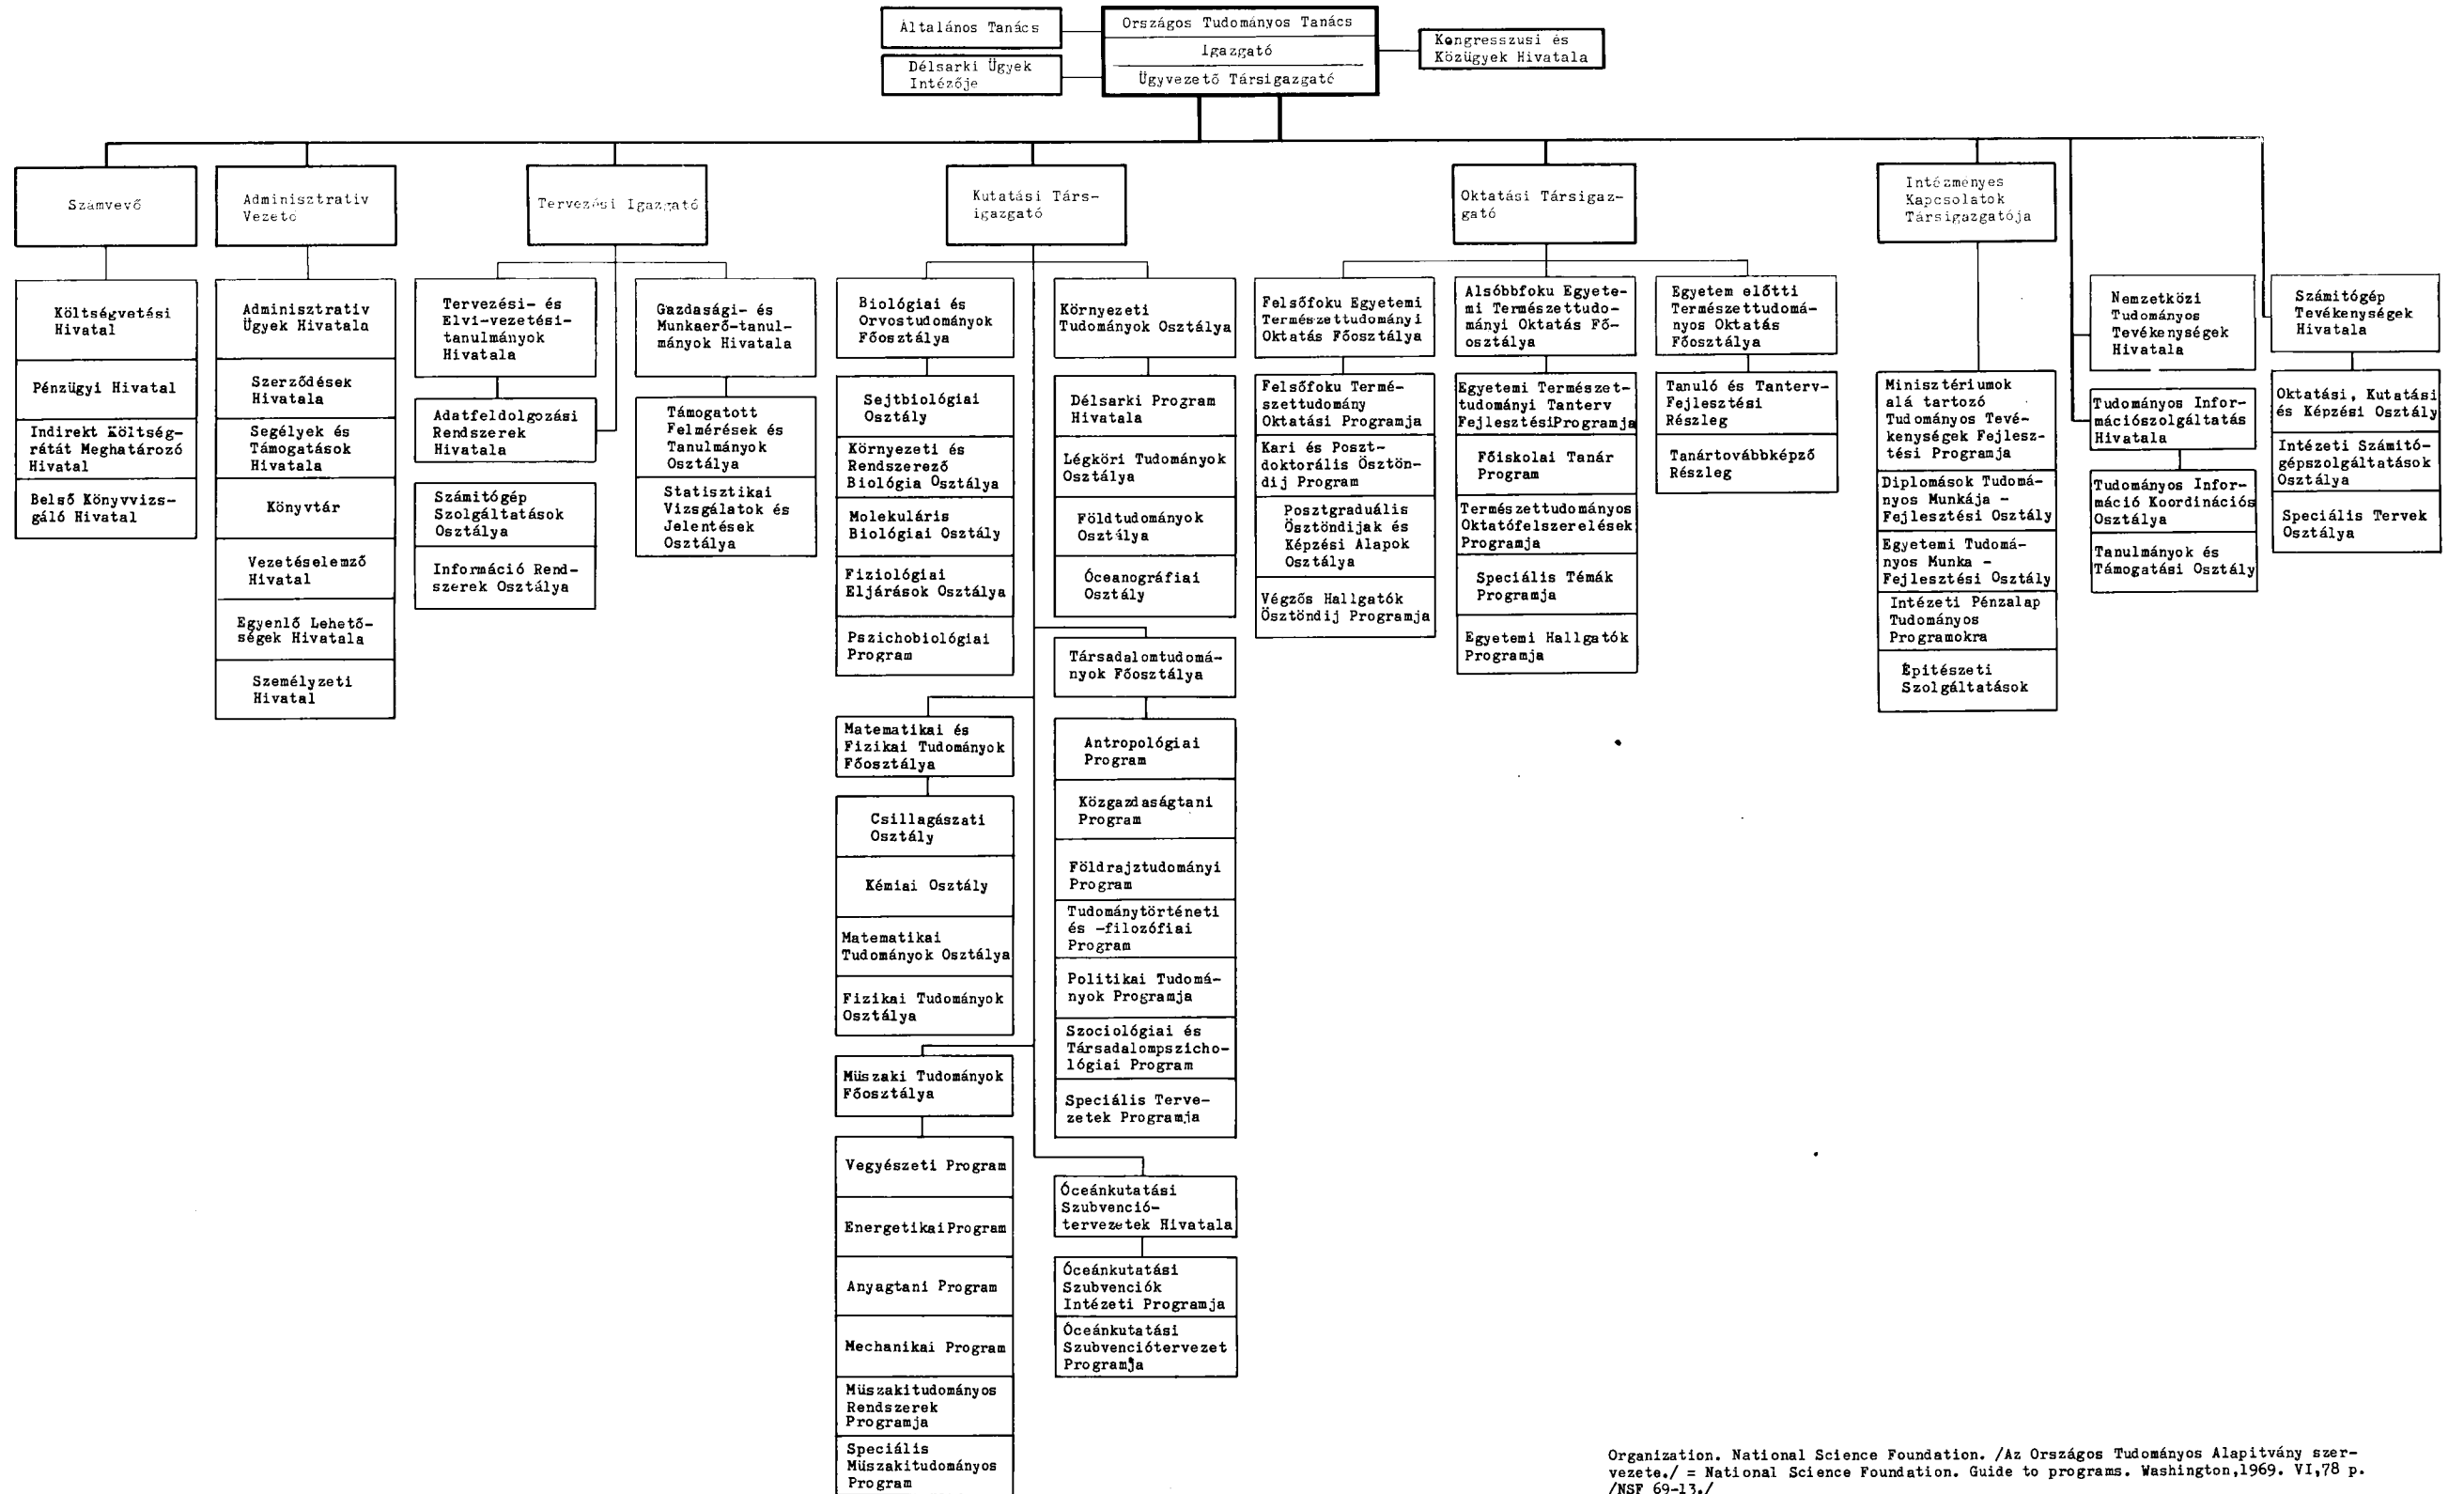 Általános Tanács
Délsarki Ügyek
Intézője
Országos Tudományos Tanács
Igazgató
Ügyvezető Társigazgató
Kongresszusi és
Közügyek Hivatala
Számvevő
Költségvetési
Hivatal
Pénzügyi Hivatal
Indirekt Költség-
rátát Meghatározó
Hivatal
Belső Könyvvizs-
gáló Hivatal
Adminisztrativ
Vezető
Adminisztrativ
Ügyek Hivatala
Szerződések
Hivatala
Segélyek és
Támogatások
Hivatala
Könyvtár
Vezetéselemző
Hivatal
Egyenlő Lehető-
ségek Hivatala
Személyzeti
Hivatal
Tervezési Igazgató
Tervezési- és
Elvi-vezetési-
tanulmányok
Hivatala
Adatfeldolgozási
Rendszerek
Hivatala
Számitógép
Szolgáltatások
Osztálya
Információ Rend-
szerek Osztálya
Gazdasági- és
Munkaerő-tanul-
mányok Hivatala
Támogatott
Felmérések és
Tanulmányok
Osztálya
Statisztikai
Vizsgálatok és
Jelentések
Osztálya
Kutatási Társ-
igazgató
Biológiai és
Orvostudományok
Főosztálya
Sejtbiológiai
Osztály
Környezeti és
Rendszerező
Biológia Osztálya
Molekuláris
Biológiai Osztály
Fiziológiai
Eljárások Osztálya
Pszichobiológiai
Program
Matematikai és
Fizikai Tudományok
Főosztálya
Csillagászati
Osztály
Kémiai Osztály
Matematikai
Tudományok Osztálya
Fizikai Tudományok
Osztálya
Müszaki Tudományok
Főosztálya
Vegyészeti Program
EnergetikaiProgram
Anyagtani Program
Mechanikai Program
Müszakitudományos
Rendszerek
Programja
Speciális
Müszakitudományos
Program
Környezeti
Tudományok Osztálya
Délsarki Program
Hivatala
Légköri Tudományok
Osztálya
Földtudományok
Osztálya
Óceanográfiai
Osztály
Társadalomtudomá-
nyok Főosztálya
Antropológiai
Program
Közgazdaságtani
Program
Földrajztudományi
Program
Tudománytörténeti
és -filozófiai
Program
Politikai Tudomá-
nyok Programja
Szociológiai és
Társadalompszicho-
lógiai Program
Speciális Terve-
zetek Programja
Óceánkutatási
Szubvenció-
tervezetek Hivatala
Óceánkutatási
Szubvenciók
Intézeti Programja
Óceánkutatási
Szubvenciótervezet
Programja
Oktatási Társigaz-
gató
Felsőfoku Egyetemi
Természettudományi
Oktatás Főosztálya
Felsőfoku Termé-
szettudomány
Oktatási Programja
Kari és Poszt-
doktorális Ösztön-
dij Program
Posztgraduális
Ösztöndijak és
Képzési Alapok
Osztálya
Végzős Hallgatók
Ösztöndij Programja
Alsóbbfoku Egyete-
mi Természettudo-
mányi Oktatás Fő-
osztálya
Egyetemi Természet-
tudományi Tanterv
FejlesztésiProgramja
Főiskolai Tanár
Program
Természettudományos
Oktatófelszerelések
Programja
Speciális Témák
Programja
Egyetemi Hallgatók
Programja
Egyetem előtti
Természettudomá-
nyos Oktatás
Főosztálya
Tanuló és Tanterv-
Fejlesztési
Részleg
Tanártovábbképző
Részleg
Intézményes
Kapcsolatok
Társigazgatója
Minisztériumok
alá tartozó
Tudományos Tevé-
kenységek Fejlesz-
tési Programja
Diplomások Tudomá-
nyos Munkája -
Fejlesztési Osztály
Egyetemi Tudomá-
nyos Munka -
Fejlesztési Osztály
Intézeti Pénzalap
Tudományos
Programokra
Épitészeti
Szolgáltatások
Nemzetközi
Tudományos
Tevékenységek
Hivatala
Tudományos Infor-
mációszolgáltatás
Hivatala
Tudományos Infor-
máció Koordinációs
Osztálya
Tanulmányok és
Támogatási Osztály
Számitógép
Tevékenységek
Hivatala
Oktatási, Kutatási
és Képzési Osztály
Intézeti Számitó-
gépszolgáltatások
Osztálya
Speciális Tervek
Osztálya
Organization. National Science Foundation. /Az Országos Tudományos Alapitvány szer-
vezete./ = National Science Foundation. Guide to programs. Washington,1969. VI,78 p.
/NSF 69-13./